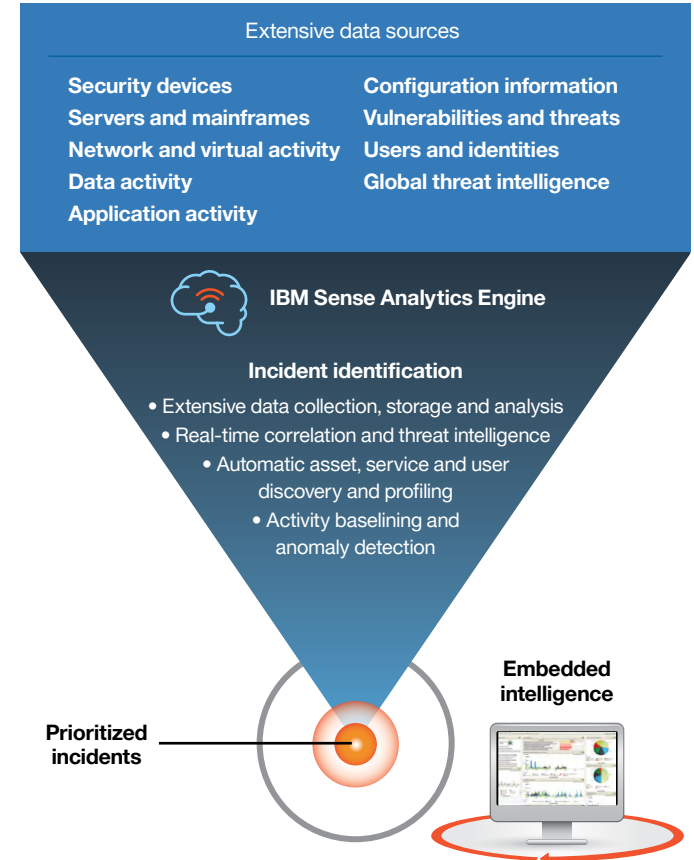 Extensive data sources
Security devices
Servers and mainframes
Network and virtual activity
Data activity
Application activity
Configuration information
Vulnerabilities and threats
Users and identities
Global threat intelligence
IBM Sense Analytics Engine
Incident identification
• Extensive data collection, storage and analysis
• Real-time correlation and threat intelligence
• Automatic asset, service and user
discovery and profiling
• Activity baselining and
anomaly detection
Embedded
intelligence
Prioritized
incidents